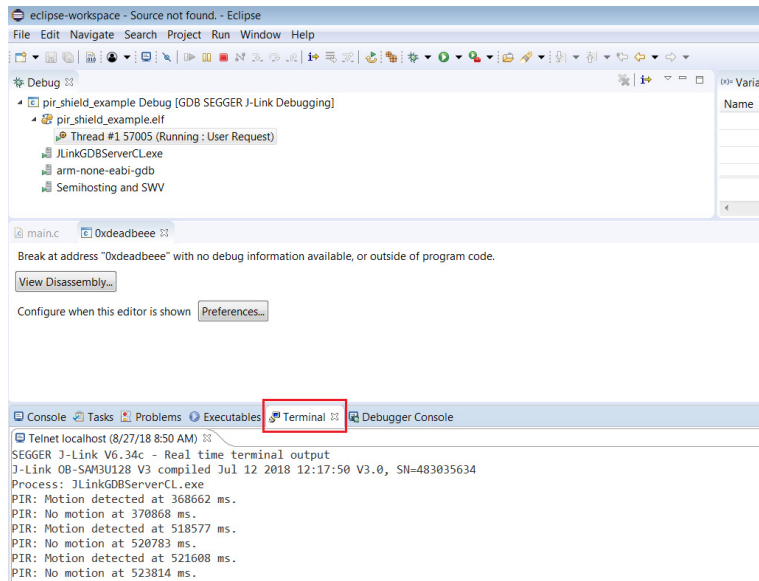 eclipse-workspace - Source not found. - Eclipse
File Edit Navigate Search Project Run Window Help
Debug
(x)= Varia
pir_shield_example Debug [GDB SEGGER J-Link Debugging]
Name
pir_shield_example.elf
Thread #1 57005 (Running : User Request)
JLinkGDBServerCL.exe
arm-none-eabi-gdb
Semihosting and SWV
main.c 0xdeadbeee
Break at address "0xdeadbeee" with no debug information available, or outside of program code.
View Disassembly...
Configure when this editor is shown Preferences...
Console Tasks Problems Executables Terminal Debugger Console
Telnet localhost (8/27/18 8:50 AM)
SEGGER J-Link V6.34c - Real time terminal output
J-Link OB-SAM3U128 V3 compiled Jul 12 2018 12:17:50 V3.0, SN=483035634
Process: JLinkGDBServerCL.exe
PIR: Motion detected at 368662 ms.
PIR: No motion at 370868 ms.
PIR: Motion detected at 518577 ms.
PIR: No motion at 520783 ms.
PIR: Motion detected at 521608 ms.
PIR: No motion at 523814 ms.